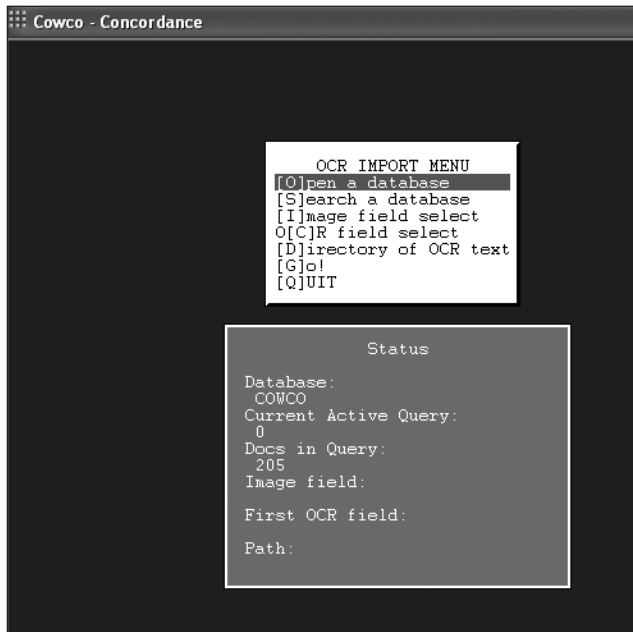 Cowco - Concordance
OCR IMPORT MENU
[O]pen a database
[S]earch a database
[I]mage field select
O[C]R field select
[D]irectory of OCR text
[G]o!
[Q]UIT
Status
Database:
COWCO
Current Active Query:
0
Docs in Query:
205
Image field:
First OCR field:
Path: